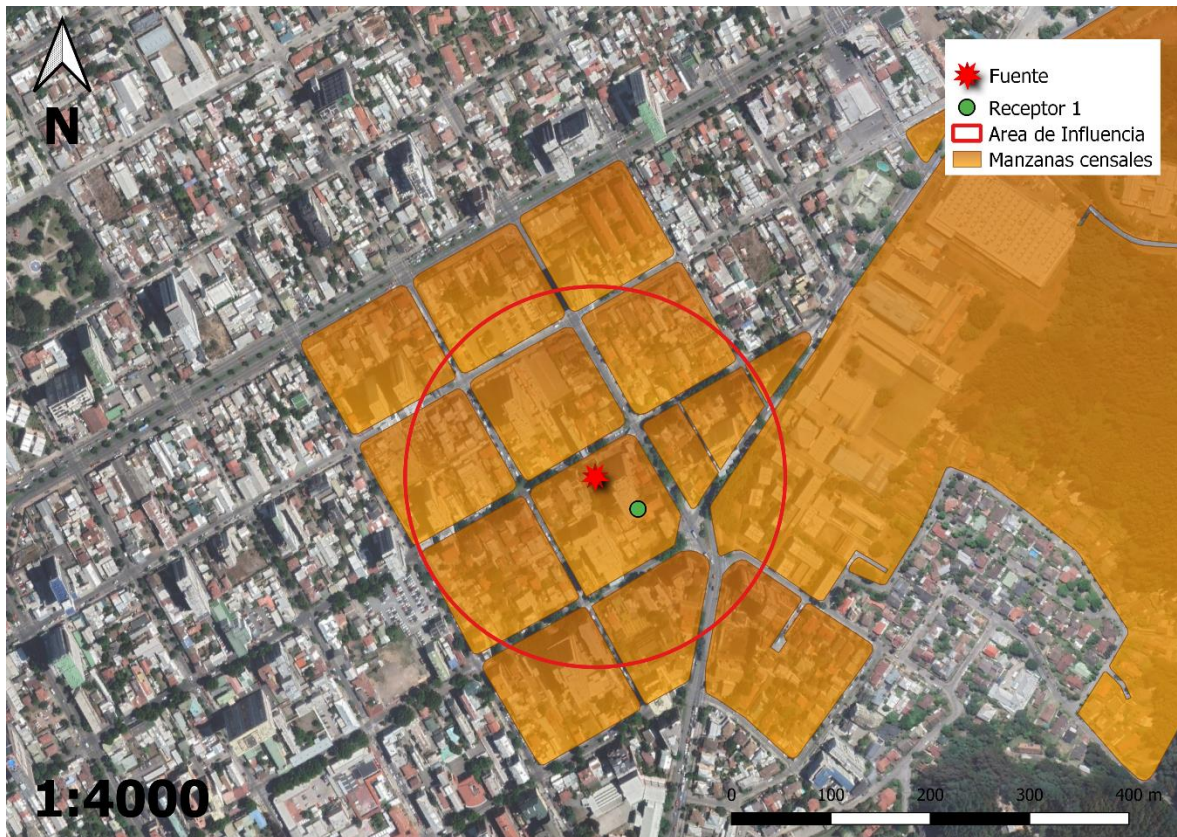 N
Fuente
Receptor 1
Area de Influencia
Manzanas censales
1:4000
0 100 200 300 400 m